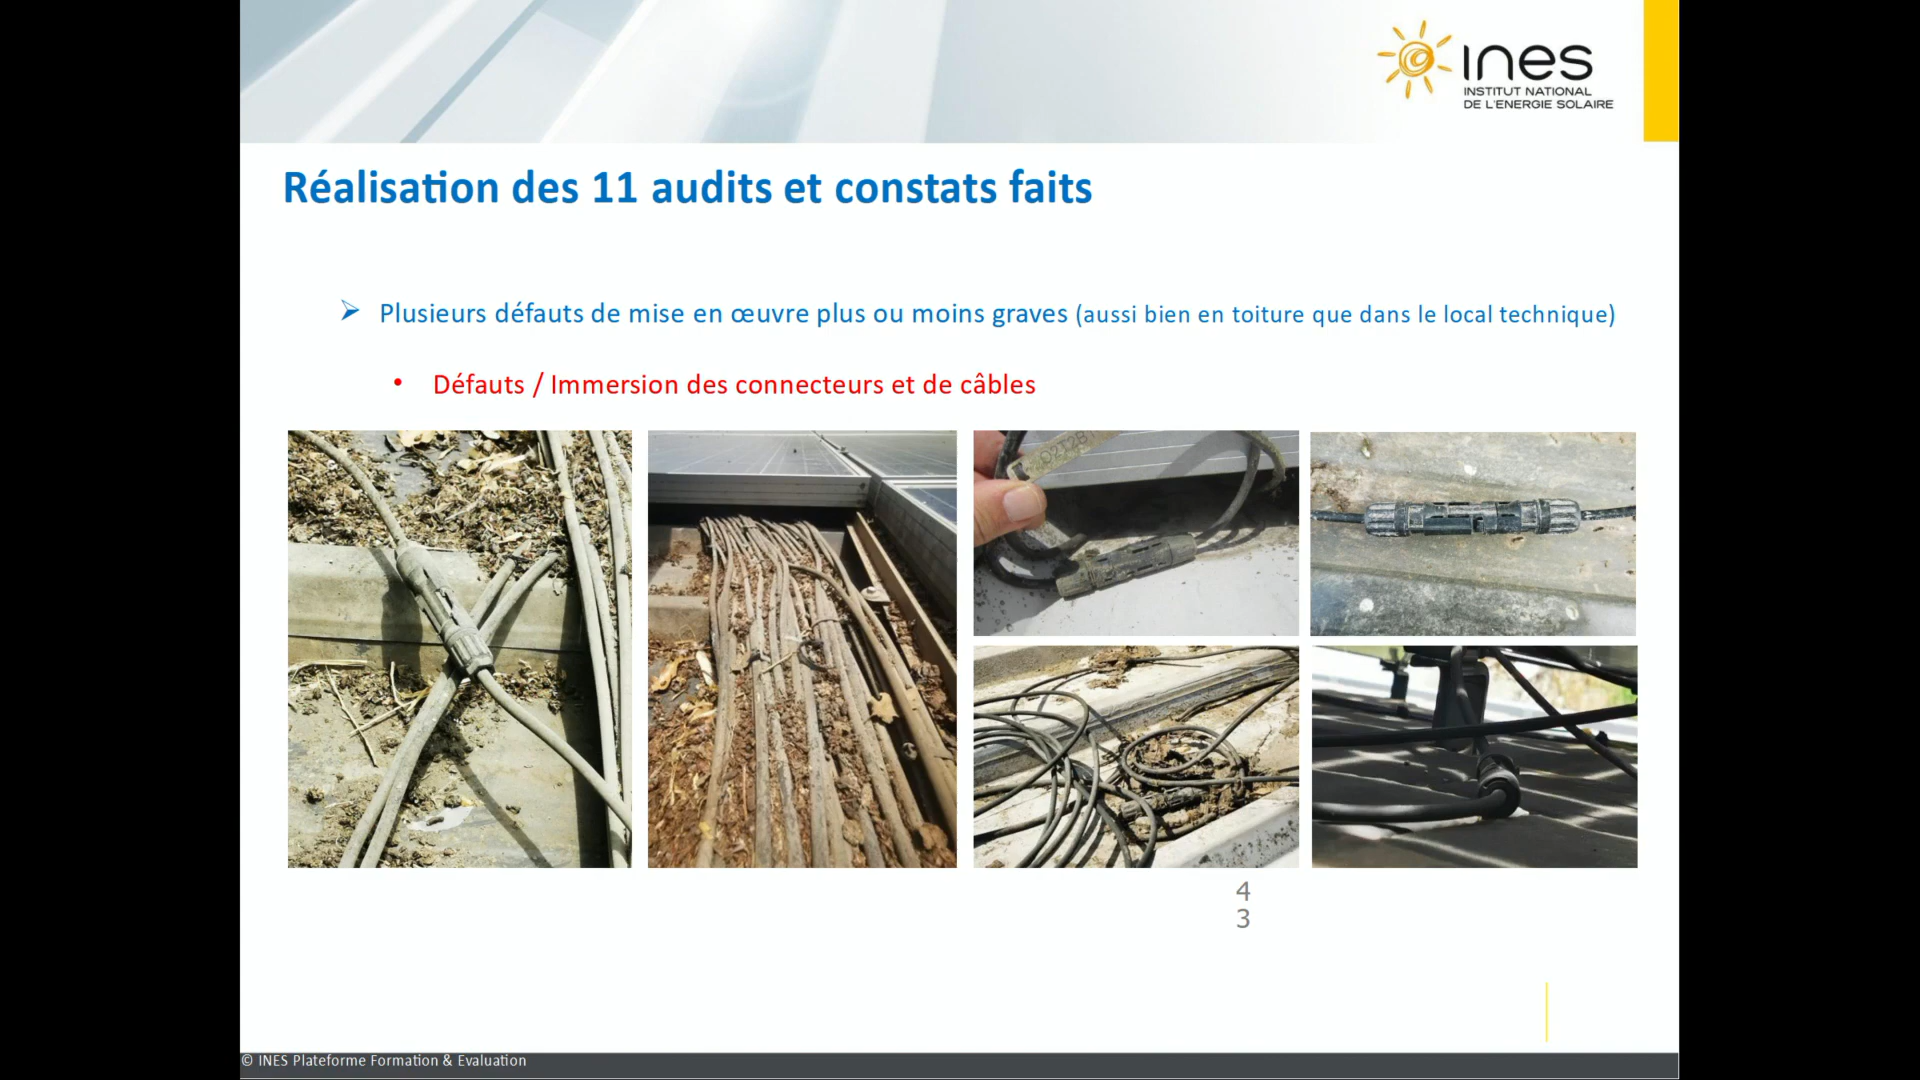 ines
INSTITUT NATIONAL
DE L'ENERGIE SOLAIRE
Réalisation des 11 audits et constats faits
➢ Plusieurs défauts de mise en œuvre plus ou moins graves (aussi bien en toiture que dans le local technique)
• Défauts / Immersion des connecteurs et de câbles
4
3
© INES Plateforme Formation & Evaluation